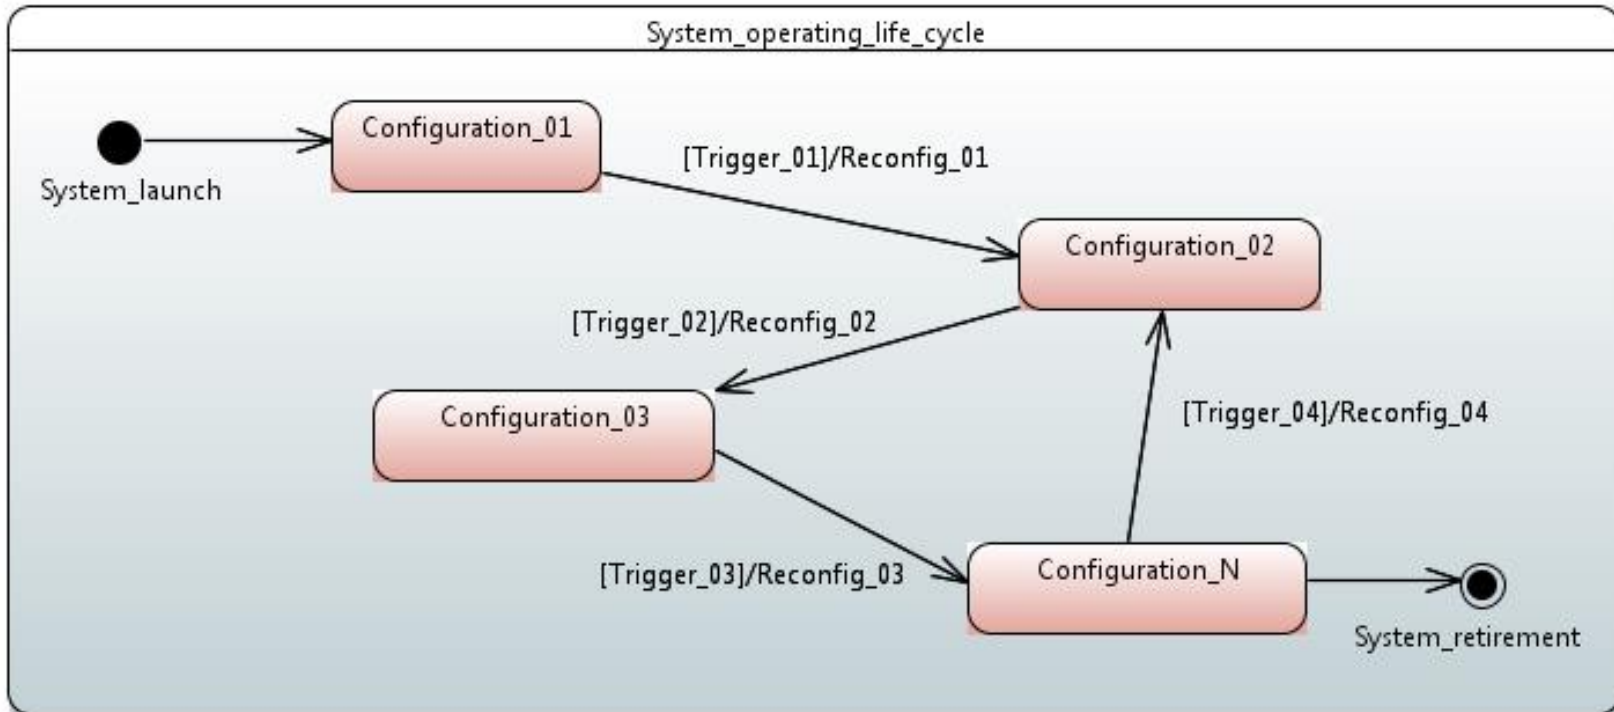 System_operating_life_cycle
Configuration_01
[Trigger_01]/Reconfig_01
System_launch
Configuration_02
[Trigger_02]/Reconfig_02
Configuration_03
[Trigger_04]/Reconfig_04
[Trigger_03]/Reconfig_03
Configuration_N
System_retirement